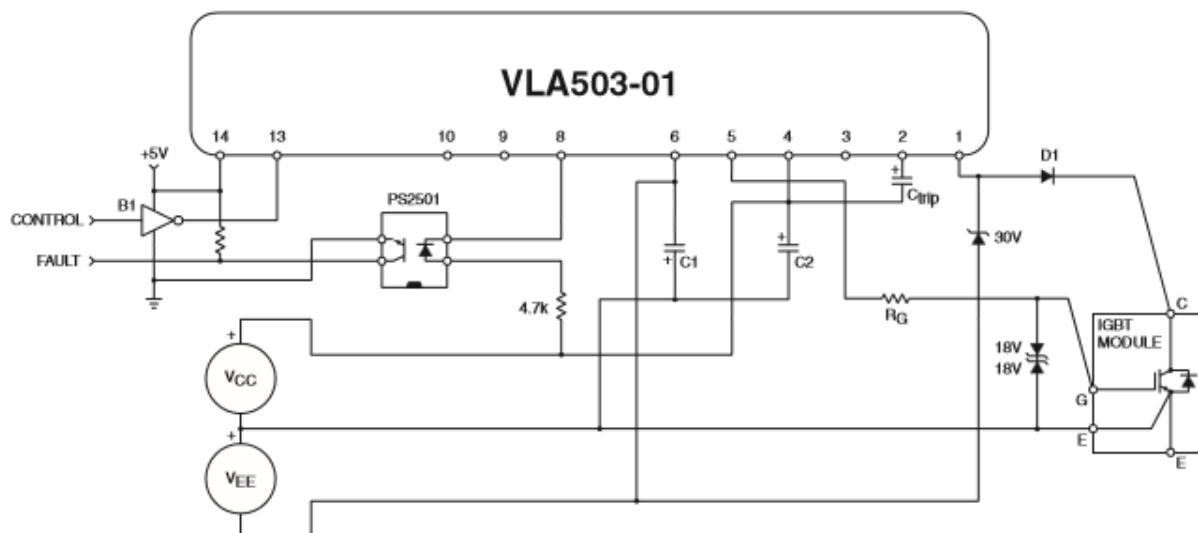 VLA503-01
14 13 10 9 8 6 5 4 3 2 1
+5V
D1
+
Ctrip
B1
PS2501
CONTROL
30V
+
FAULT
+ C1
C2
4.7k
RG
C
IGBT
MODULE
+
18V
18V
VCC
G
+
E
VEE
E